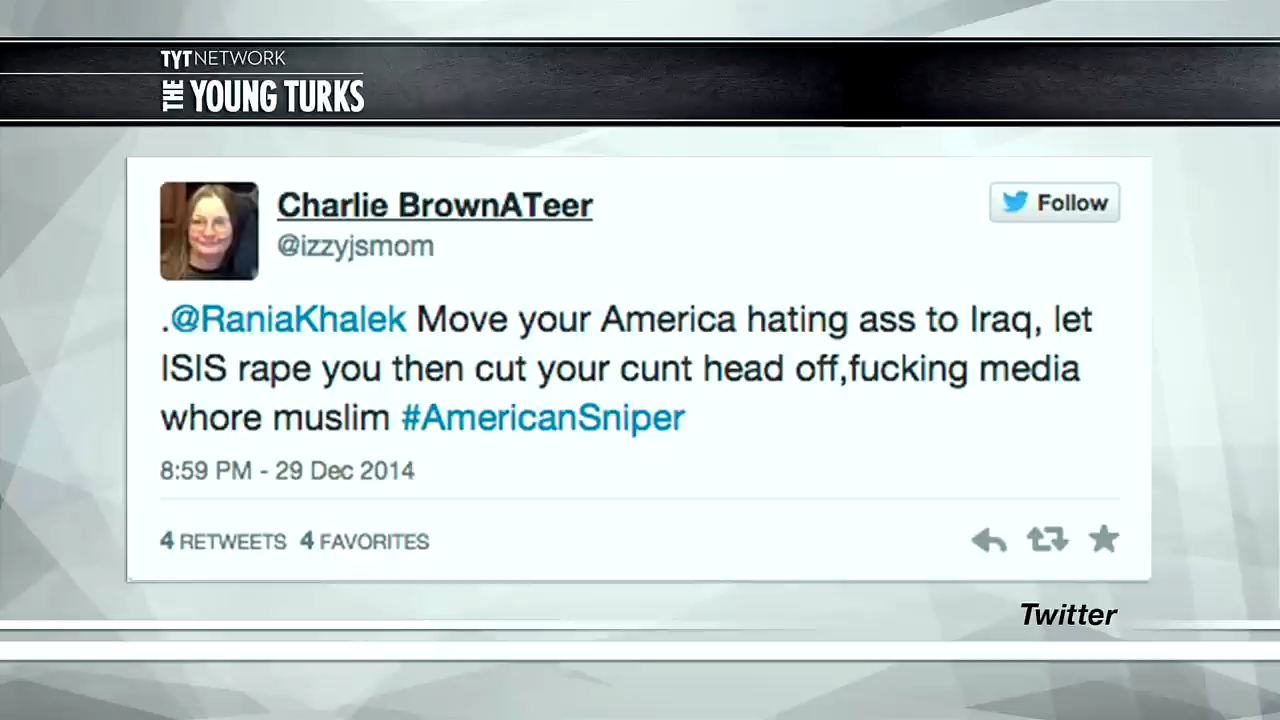 TYT NETWORK
THE YOUNG TURKS
Charlie BrownATeer
Follow
@izzyjsmom
.@RaniaKhalek Move your America hating ass to Iraq, let
ISIS rape you then cut your cunt head off,fucking media
whore muslim #AmericanSniper
8:59 PM - 29 Dec 2014
4 RETWEETS 4 FAVORITES
Twitter